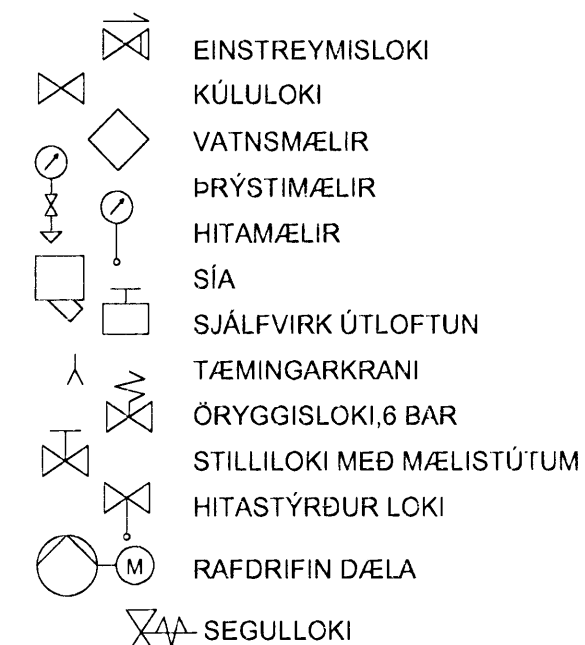 EINSTREYMISLOKI
KÚLULOKI
VATNSMÆLIR
ÞRÝSTIMÆLIR
HITAMÆLIR
SÍA
SJÁLFVIRK ÚTLOFTUN
TÆMINGARKRANI
ÖRYGGISLOKI,6 BAR
STILLILOKI MEÐ MÆLISTÚTUM
HITASTÝRÐUR LOKI
M RAFDRIFIN DÆLA
SEGULLOKI